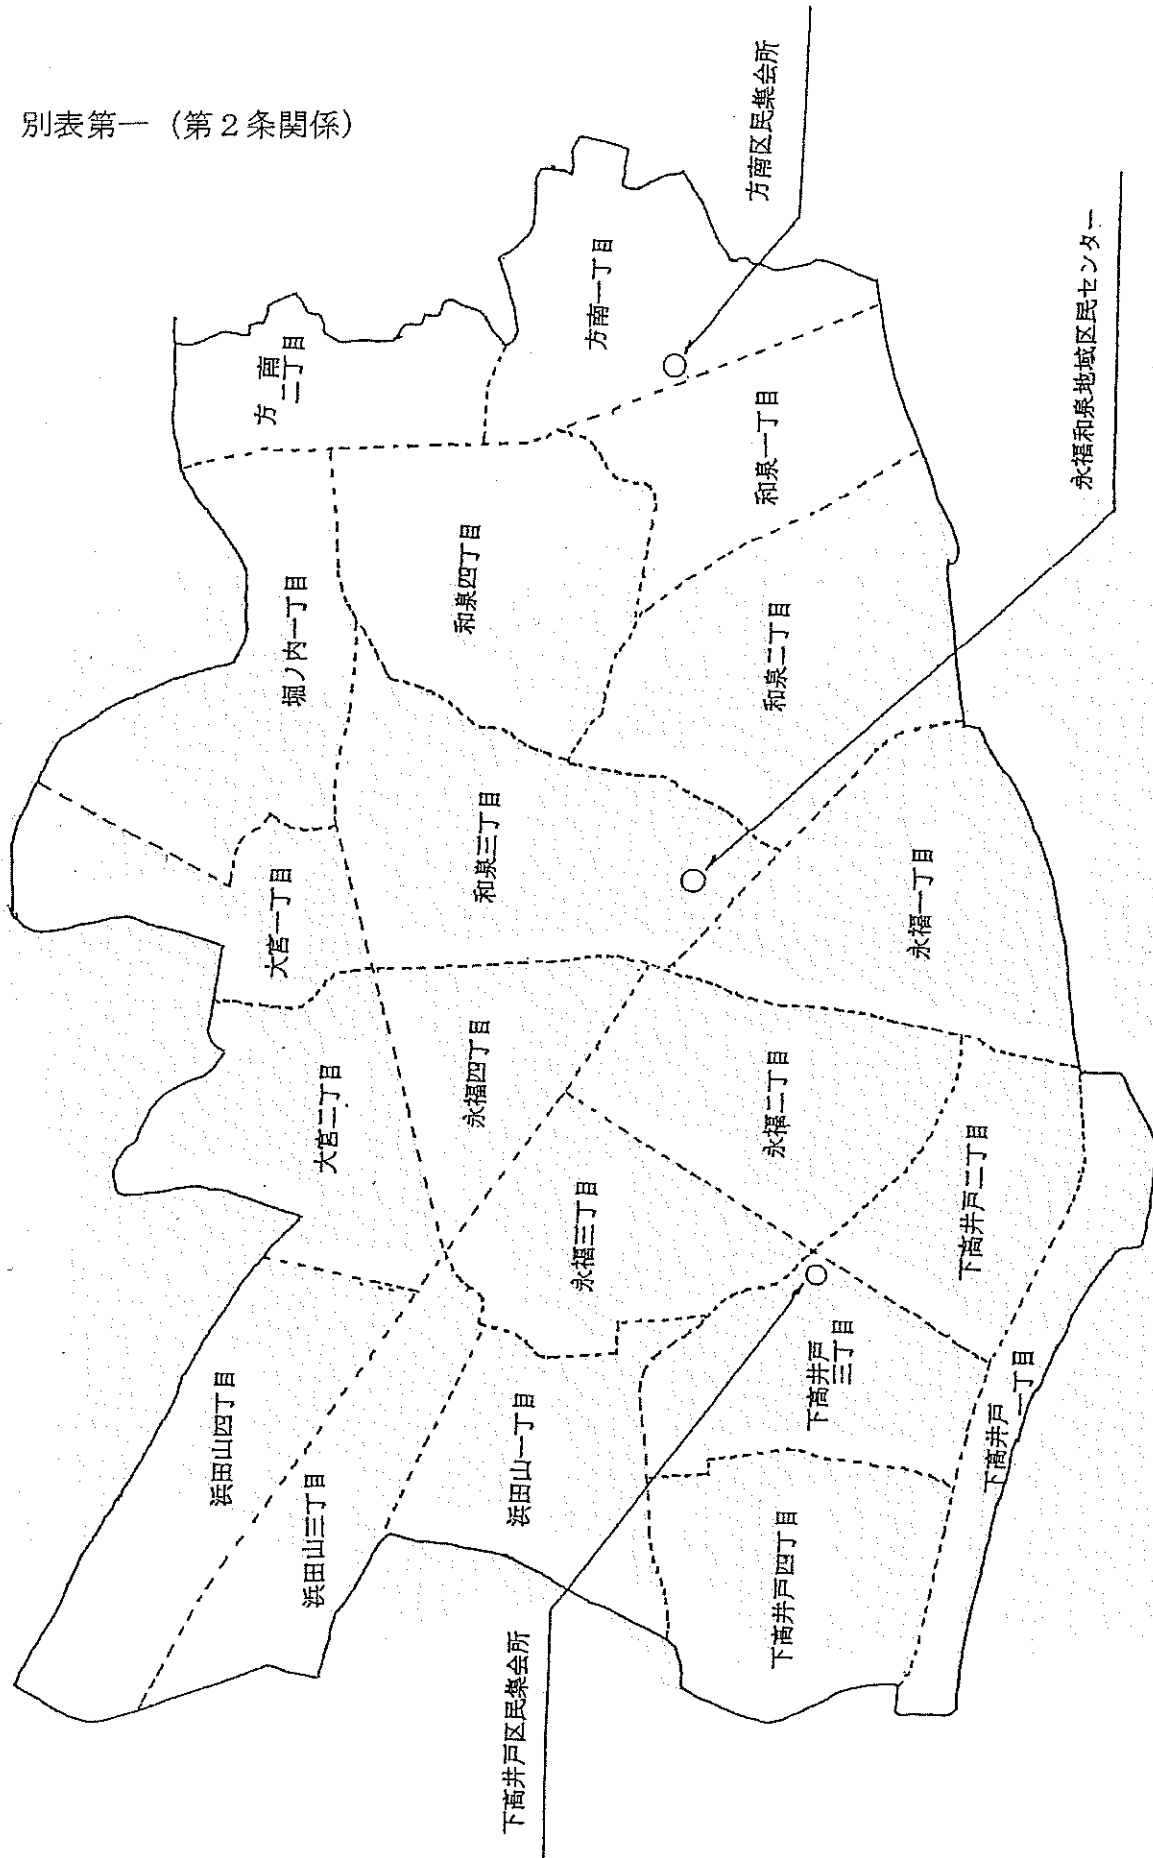 別表第一（第2条関係）
方南区民集会所
永福和泉地域区民センター
方南一丁目
方南
二丁目
和泉一丁目
和泉四丁目
堀ノ内一丁目
和泉二丁目
和泉三丁目
大宮一丁目
永福一丁目
大宮二丁目
永福四丁目
永福二丁目
永福三丁目
下高井戸二丁目
下高井戸
三丁目
下高井戸
一丁目
浜田山四丁目
浜田山三丁目
浜田山一丁目
下高井戸四丁目
下高井戸区民集会所